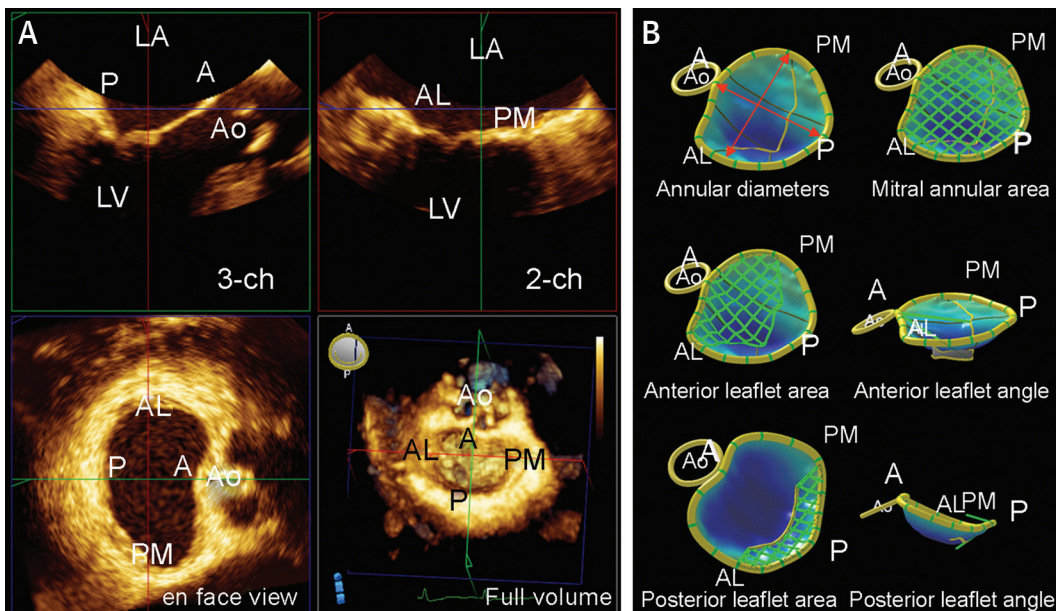 A
LA
P
A
Ao
LV
3-ch
LA
AL
PM
LV
2-ch
AL
P
A
Ao
PM
en face view
A
P
Ao
A
AL
PM
P
Full volume
B
PM
A
Ao
AL
P
Annular diameters
PM
A
Ao
AL
P
Mitral annular area
PM
A
Ao
AL
P
Anterior leaflet area
PM
A
P
Ao
AL
Anterior leaflet angle
PM
A
Ao
P
AL
Posterior leaflet area
A
Ao
AL
PM
P
Posterior leaflet angle